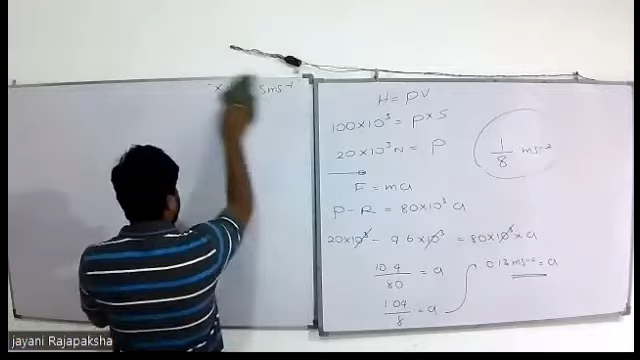 5ms⁻¹
H = PV
100×10³ = P×5
20×10³N = P
F = ma
P-R = 80×10³ a
20×10³ - 9.6×10³ = 80×10³×a
10.4/80 = a
1.04/8 = a
0.13 ms⁻² = a
1/8 ms⁻²
jayani Rajapaksha